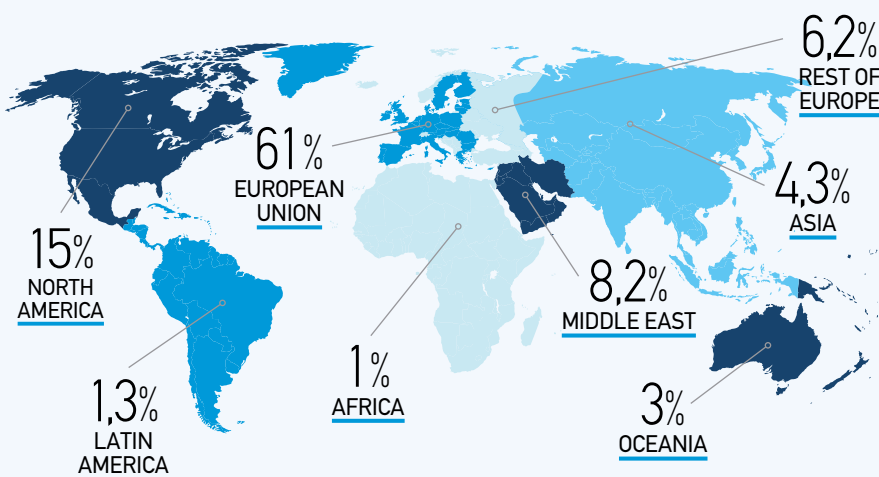 6,2%
REST OF
EUROPE
61%
EUROPEAN
UNION
4,3%
ASIA
15%
NORTH
AMERICA
8,2%
MIDDLE EAST
1%
AFRICA
1,3%
LATIN
AMERICA
3%
OCEANIA